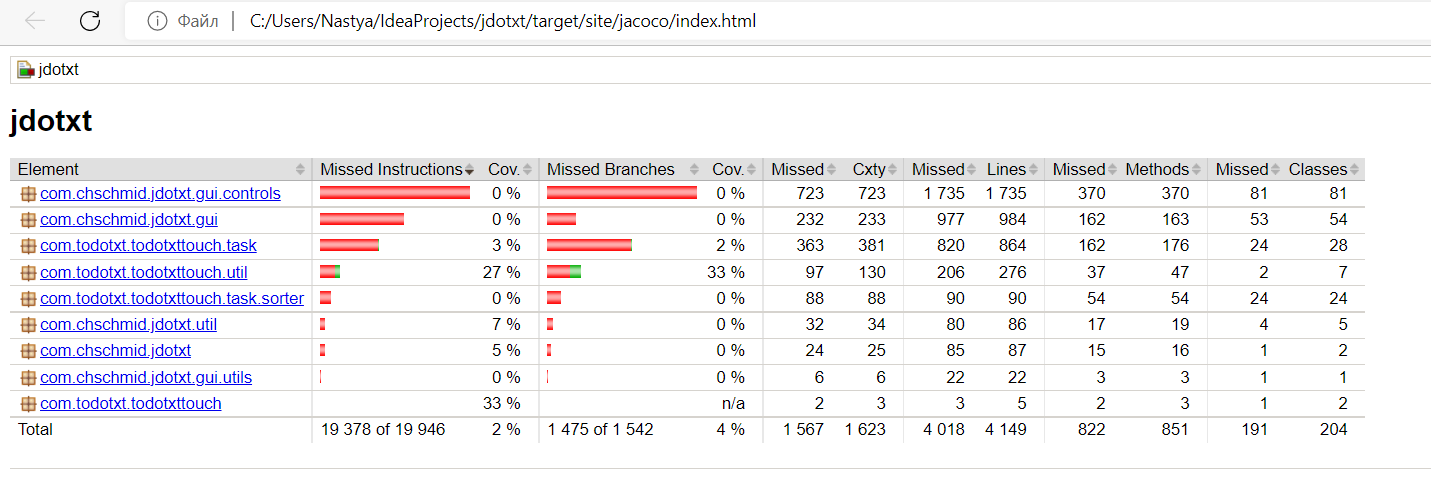 Файл C:/Users/Nastya/IdeaProjects/jdotxt/target/site/jacoco/index.html
jdotxt
jdotxt
Element Missed Instructions Cov. Missed Branches Cov. Missed Cxty Missed Lines Missed Methods Missed Classes
com.chschmid.jdotxt.gui.controls 0 % 0 % 723 723 1 735 1 735 370 370 81 81
com.chschmid.jdotxt.gui 0 % 0 % 232 233 977 984 162 163 53 54
com.todotxt.todotxttouch.task 3 % 2 % 363 381 820 864 162 176 24 28
com.todotxt.todotxttouch.util 27 % 33 % 97 130 206 276 37 47 2 7
com.todotxt.todotxttouch.task.sorter 0 % 0 % 88 88 90 90 54 54 24 24
com.chschmid.jdotxt.util 7 % 0 % 32 34 80 86 17 19 4 5
com.chschmid.jdotxt 5 % 0 % 24 25 85 87 15 16 1 2
com.chschmid.jdotxt.gui.utils 0 % 0 % 6 6 22 22 3 3 1 1
com.todotxt.todotxttouch 33 % n/a 2 3 3 5 2 3 1 2
Total 19 378 of 19 946 2 % 1 475 of 1 542 4 % 1 567 1 623 4 018 4 149 822 851 191 204